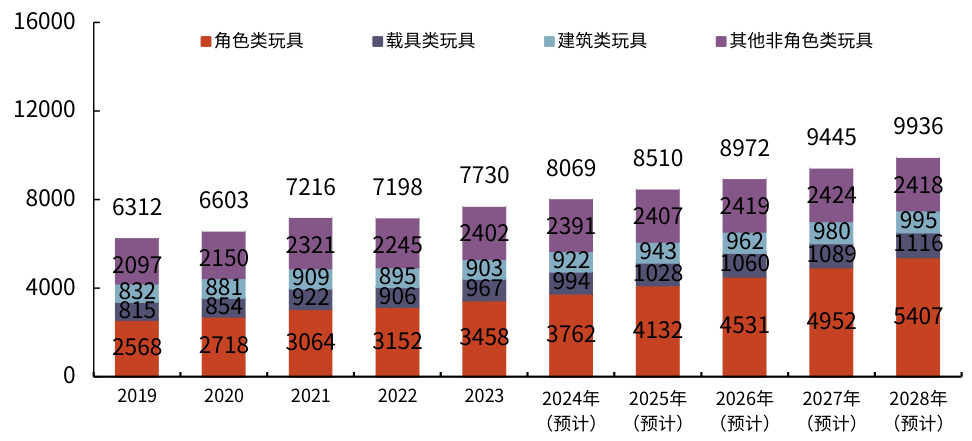 16000
角色类玩具 载具类玩具 建筑类玩具 其他非角色类玩具
12000
8000
4000
0
6312 6603 7216 7198 7730 8069 8510 8972 9445 9936
2097 2150 2321 2245 2402 2391 2407 2419 2424 2418
832 881 909 895 903 922 943 962 980 995
815 854 922 906 967 994 1028 1060 1089 1116
2568 2718 3064 3152 3458 3762 4132 4531 4952 5407
2019 2020 2021 2022 2023 2024年 2025年 2026年 2027年 2028年
(预计) (预计) (预计) (预计) (预计)